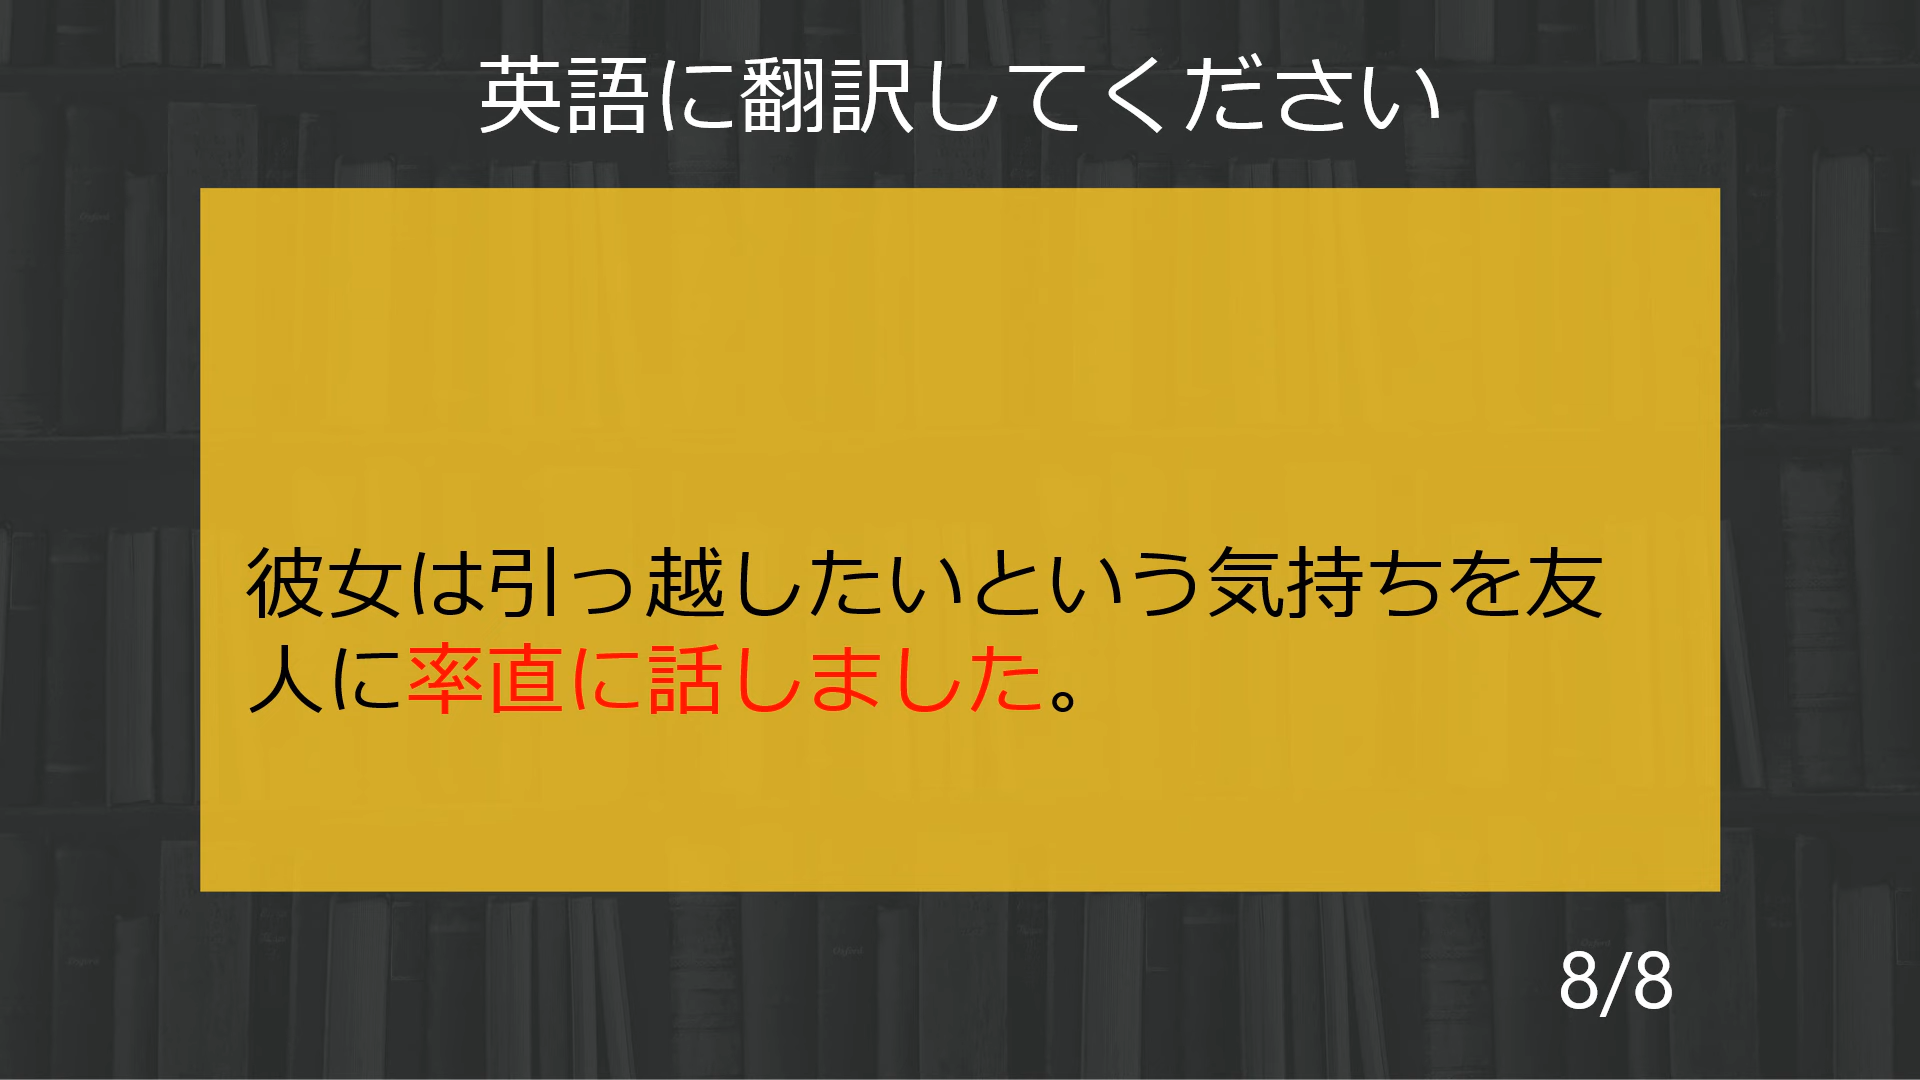 英語に翻訳してください
彼女は引っ越したいという気持ちを友
人に率直に話しました。
8/8